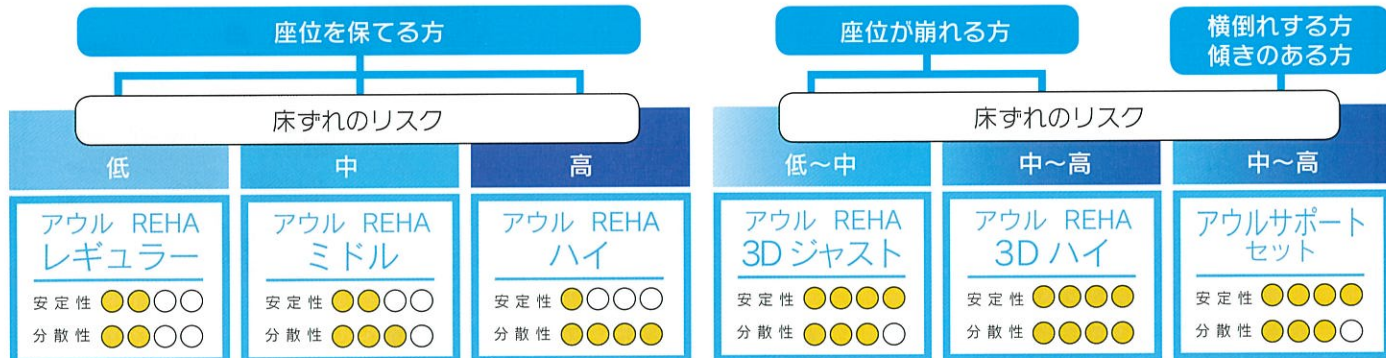 座位を保てる方
床ずれのリスク
低
中
高
アウル REHA
レギュラー
安定性
分散性
アウル REHA
ミドル
安定性
分散性
アウル REHA
ハイ
安定性
分散性
座位が崩れる方
横倒れする方
傾きのある方
床ずれのリスク
低～中
中～高
中～高
アウル REHA
3D ジャスト
安定性
分散性
アウル REHA
3D ハイ
安定性
分散性
アウルサポート
セット
安定性
分散性